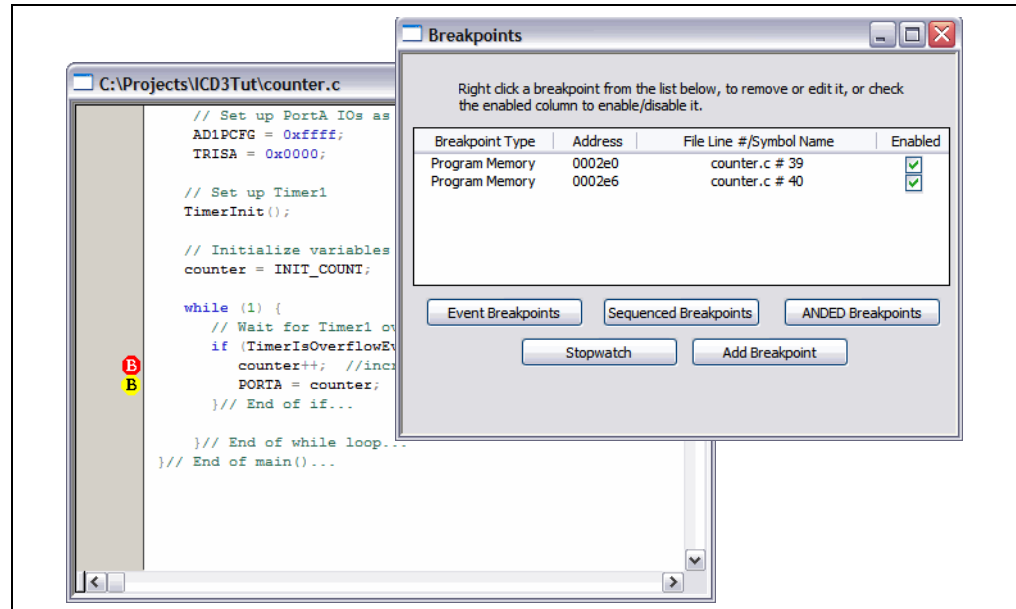 Breakpoints
Right click a breakpoint from the list below, to remove or edit it, or check
the enabled column to enable/disable it.
Breakpoint Type Address File Line #/Symbol Name Enabled
Program Memory 0002e0 counter.c # 39
Program Memory 0002e6 counter.c # 40
Event Breakpoints Sequenced Breakpoints ANDED Breakpoints
Stopwatch Add Breakpoint
C:\Projects\ICD3Tut\counter.c
// Set up PortA IOs as
AD1PCFG = 0xffff;
TRISA = 0x0000;
// Set up Timer1
TimerInit();
// Initialize variables
counter = INIT_COUNT;
while (1) {
// Wait for Timer1 ov
if (TimerIsOverflowEv
B counter++; //incr
B PORTA = counter;
}// End of if...
}// End of while loop...
}// End of main()...